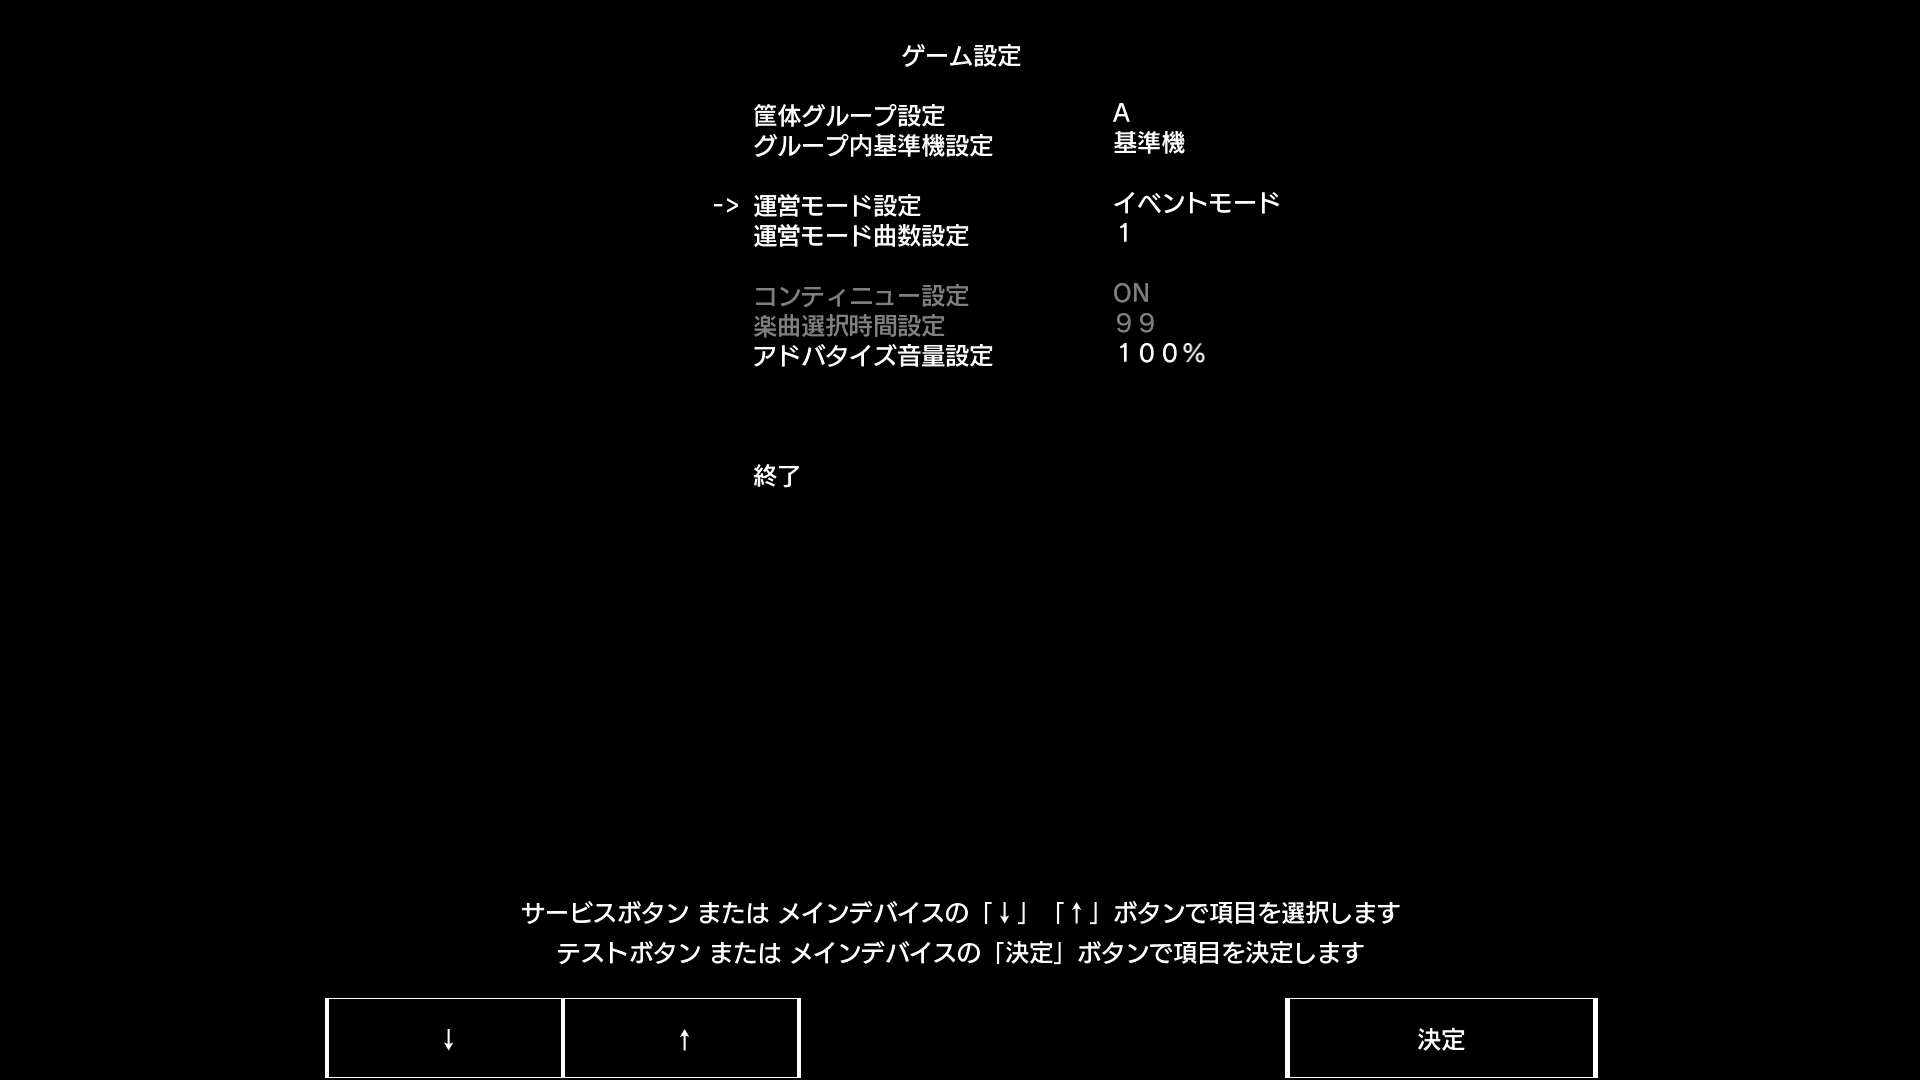 ゲーム設定
筐体グループ設定 A
グループ内基準機設定 基準機
-> 運営モード設定 イベントモード
運営モード曲数設定 １
コンティニュー設定 ON
楽曲選択時間設定 ９９
アドバタイズ音量設定 １００％
終了
サービスボタン または メインデバイスの「↓」「↑」ボタンで項目を選択します
テストボタン または メインデバイスの「決定」ボタンで項目を決定します
↓ ↑ 決定